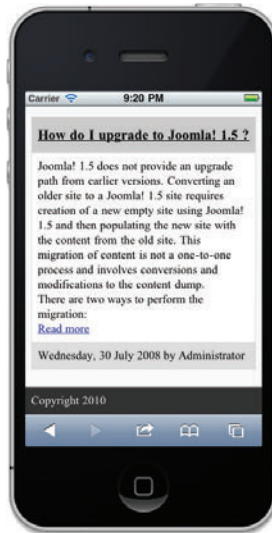 Carrier 9:20 PM
How do I upgrade to Joomla! 1.5 ?
Joomla! 1.5 does not provide an upgrade
path from earlier versions. Converting an
older site to a Joomla! 1.5 site requires
creation of a new empty site using Joomla!
1.5 and then populating the new site with
the content from the old site. This
migration of content is not a one-to-one
process and involves conversions and
modifications to the content dump.
There are two ways to perform the
migration:
Read more
Wednesday, 30 July 2008 by Administrator
Copyright 2010